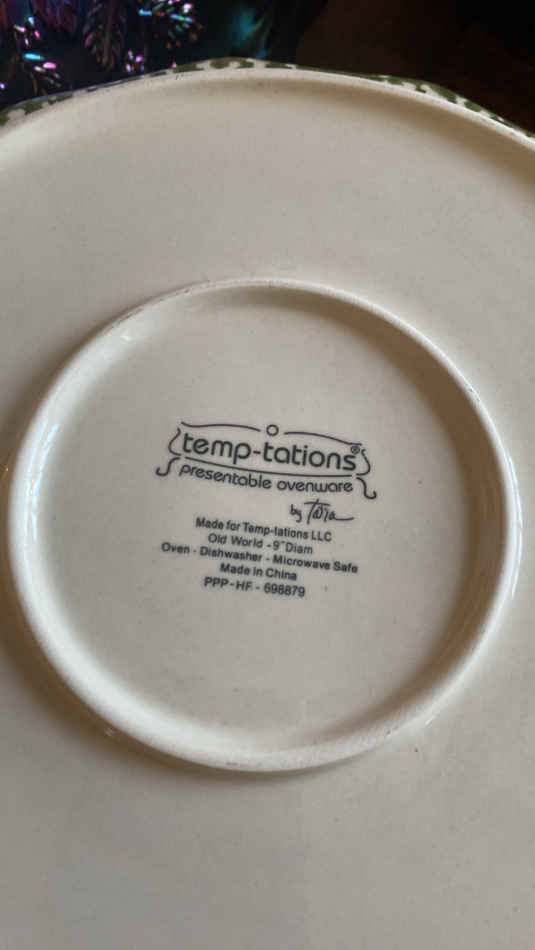 temp-tations®
presentable ovenware
by Tara
Made for Temp-tations LLC
Old World - 9"Diam
Oven - Dishwasher - Microwave Safe
Made in China
PPP-HF - 698879